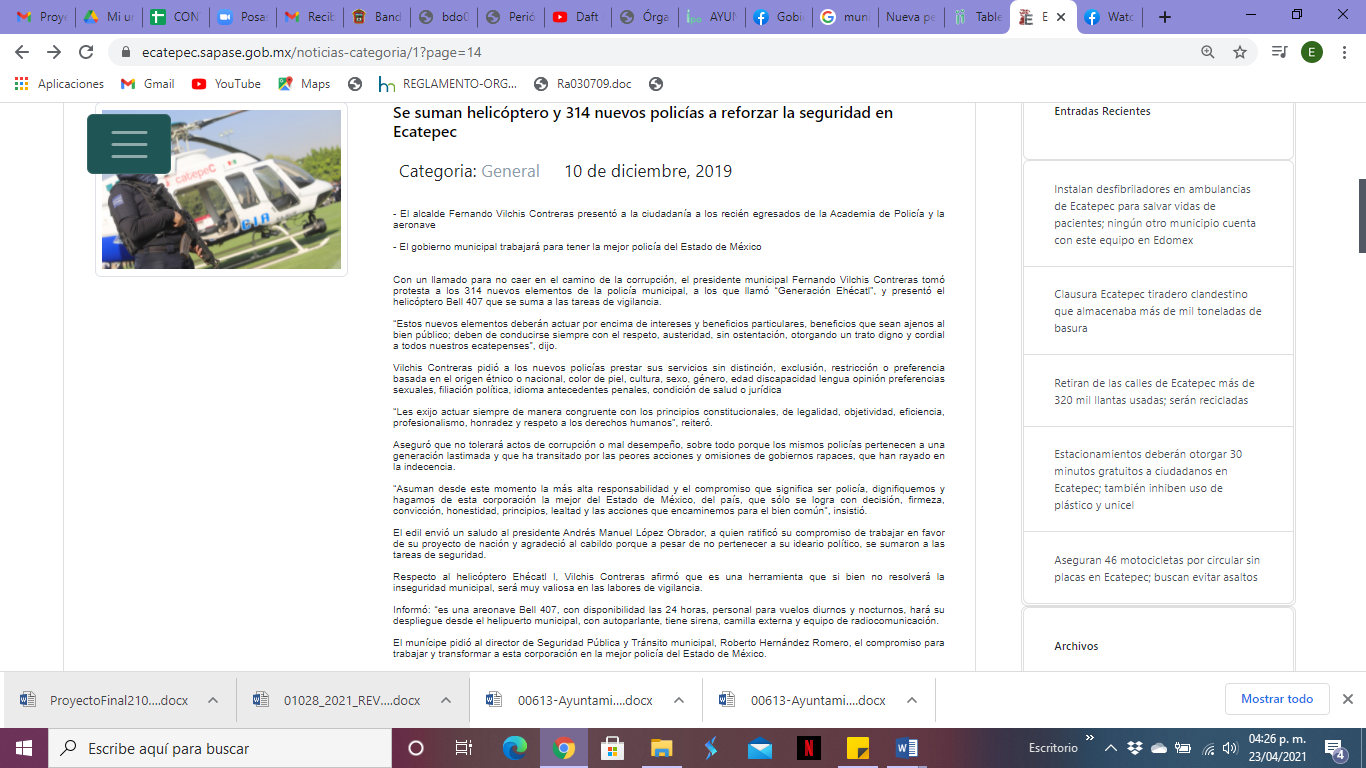 Proye
Mi un
CON
Posa
Recib
Band
bdo0
Perió
Daft
Órga
AYUN
Gobi
muni
Nueva pe
Table
E
Watc
ecatepec.sapase.gob.mx/noticias-categoria/1?page=14
E
Aplicaciones
Gmail
YouTube
Maps
REGLAMENTO-ORG...
Ra030709.doc
Se suman helicóptero y 314 nuevos policías a reforzar la seguridad en
Ecatepec
Categoria: General 10 de diciembre, 2019
- El alcalde Fernando Vilchis Contreras presentó a la ciudadanía a los recién egresados de la Academia de Policía y la
aeronave
- El gobierno municipal trabajará para tener la mejor policía del Estado de México
Con un llamado para no caer en el camino de la corrupción, el presidente municipal Fernando Vilchis Contreras tomó
protesta a los 314 nuevos elementos de la policía municipal, a los que llamó “Generación Ehécatl”, y presentó el
helicóptero Bell 407 que se suma a las tareas de vigilancia.
“Estos nuevos elementos deberán actuar por encima de intereses y beneficios particulares, beneficios que sean ajenos al
bien público; deben de conducirse siempre con el respeto, austeridad, sin ostentación, otorgando un trato digno y cordial
a todos nuestros ecatepenses”, dijo.
Vilchis Contreras pidió a los nuevos policías prestar sus servicios sin distinción, exclusión, restricción o preferencia
basada en el origen étnico o nacional, color de piel, cultura, sexo, género, edad discapacidad lengua opinión preferencias
sexuales, filiación política, idioma antecedentes penales, condición de salud o jurídica
“Les exijo actuar siempre de manera congruente con los principios constitucionales, de legalidad, objetividad, eficiencia,
profesionalismo, honradez y respeto a los derechos humanos”, reiteró.
Aseguró que no tolerará actos de corrupción o mal desempeño, sobre todo porque los mismos policías pertenecen a una
generación lastimada y que ha transitado por las peores acciones y omisiones de gobiernos rapaces, que han rayado en
la indecencia.
“Asuman desde este momento la más alta responsabilidad y el compromiso que significa ser policía, dignifiquemos y
hagamos de esta corporación la mejor del Estado de México, del país, que sólo se logra con decisión, firmeza,
convicción, honestidad, principios, lealtad y las acciones que encaminemos para el bien común”, insistió.
El edil envió un saludo al presidente Andrés Manuel López Obrador, a quien ratificó su compromiso de trabajar en favor
de su proyecto de nación y agradeció al cabildo porque a pesar de no pertenecer a su ideario político, se sumaron a las
tareas de seguridad.
Respecto al helicóptero Ehécatl I, Vilchis Contreras afirmó que es una herramienta que si bien no resolverá la
inseguridad municipal, será muy valiosa en las labores de vigilancia.
Informó: “es una areonave Bell 407, con disponibilidad las 24 horas, personal para vuelos diurnos y nocturnos, hará su
despliegue desde el helipuerto municipal, con autoparlante, tiene sirena, camilla externa y equipo de radiocomunicación.
El munícipe pidió al director de Seguridad Pública y Tránsito municipal, Roberto Hernández Romero, el compromiso para
trabajar y transformar a esta corporación en la mejor policía del Estado de México.
Entradas Recientes
Instalan desfibriladores en ambulancias
de Ecatepec para salvar vidas de
pacientes; ningún otro municipio cuenta
con este equipo en Edomex
Clausura Ecatepec tiradero clandestino
que almacenaba más de mil toneladas de
basura
Retiran de las calles de Ecatepec más de
320 mil llantas usadas; serán recicladas
Estacionamientos deberán otorgar 30
minutos gratuitos a ciudadanos en
Ecatepec; también inhiben uso de
plástico y unicel
Aseguran 46 motocicletas por circular sin
placas en Ecatepec; buscan evitar asaltos
Archivos
ProyectoFinal210....docx
01028_2021_REV....docx
00613-Ayuntami....docx
00613-Ayuntami....docx
Mostrar todo
Escribe aquí para buscar
Escritorio
04:26 p. m.
23/04/2021
4